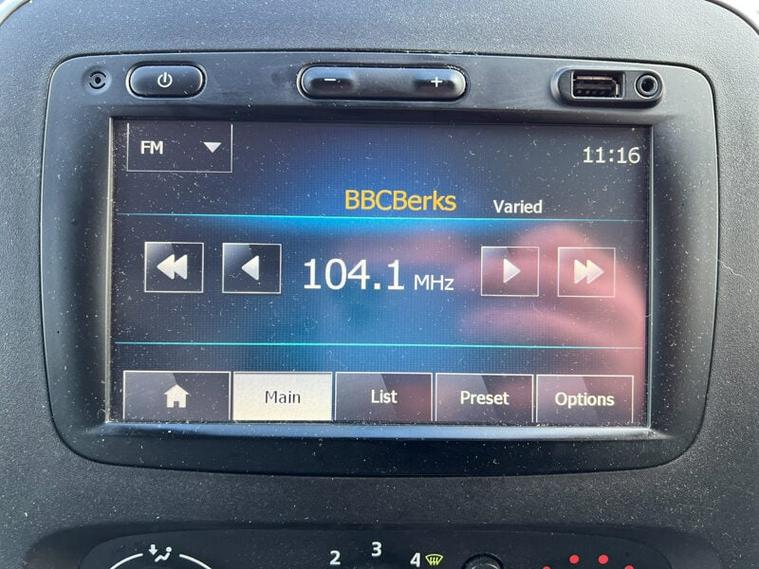 - +
FM
11:16
BBCBerks Varied
104.1 MHz
Main List Preset Options
2 3 4